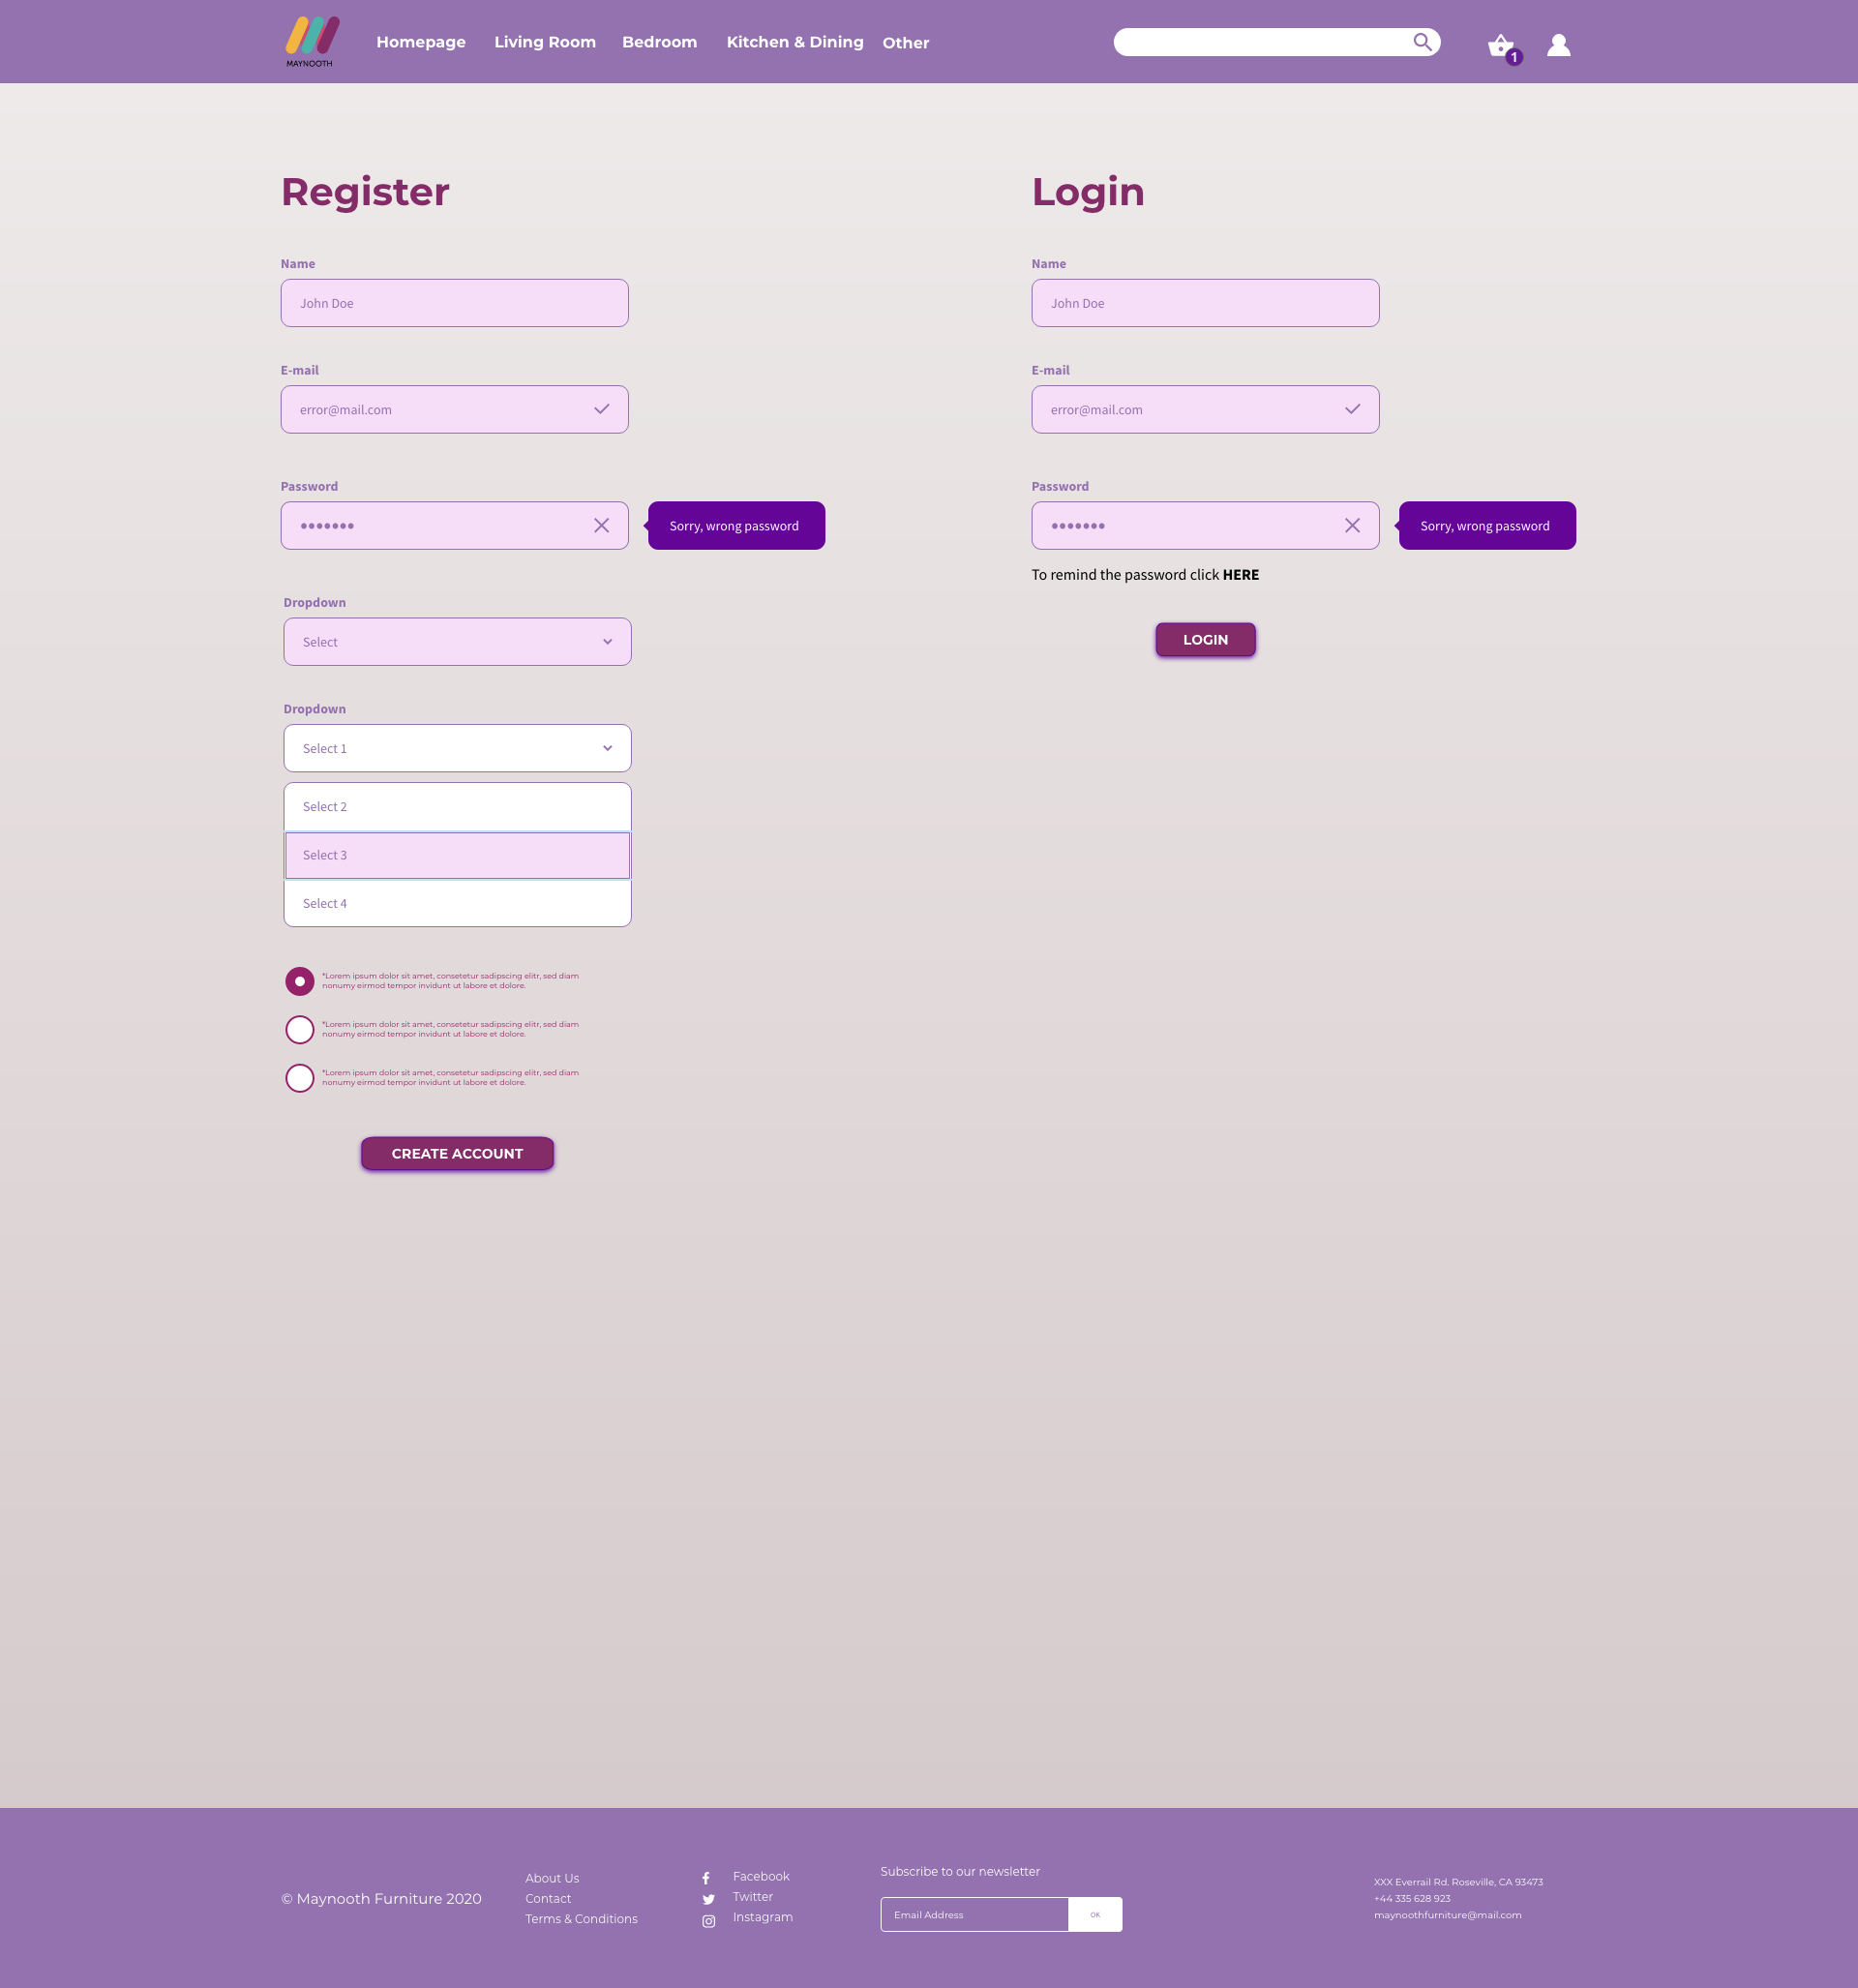 MAYNOOTH
Homepage
Living Room
Bedroom
Kitchen & Dining
Other
1
Register
Name
John Doe
E-mail
error@mail.com
Password
Sorry, wrong password
Dropdown
Select
Dropdown
Select 1
Select 2
Select 3
Select 4
*Lorem ipsum dolor sit amet, consetetur sadipscing elitr, sed diam
nonumy eirmod tempor invidunt ut labore et dolore.
*Lorem ipsum dolor sit amet, consetetur sadipscing elitr, sed diam
nonumy eirmod tempor invidunt ut labore et dolore.
*Lorem ipsum dolor sit amet, consetetur sadipscing elitr, sed diam
nonumy eirmod tempor invidunt ut labore et dolore.
CREATE ACCOUNT
Login
Name
John Doe
E-mail
error@mail.com
Password
Sorry, wrong password
To remind the password click HERE
LOGIN
© Maynooth Furniture 2020
About Us
Contact
Terms & Conditions
Facebook
Twitter
Instagram
Subscribe to our newsletter
Email Address
OK
XXX Everrail Rd. Roseville, CA 93473
+44 335 628 923
maynoothfurniture@mail.com